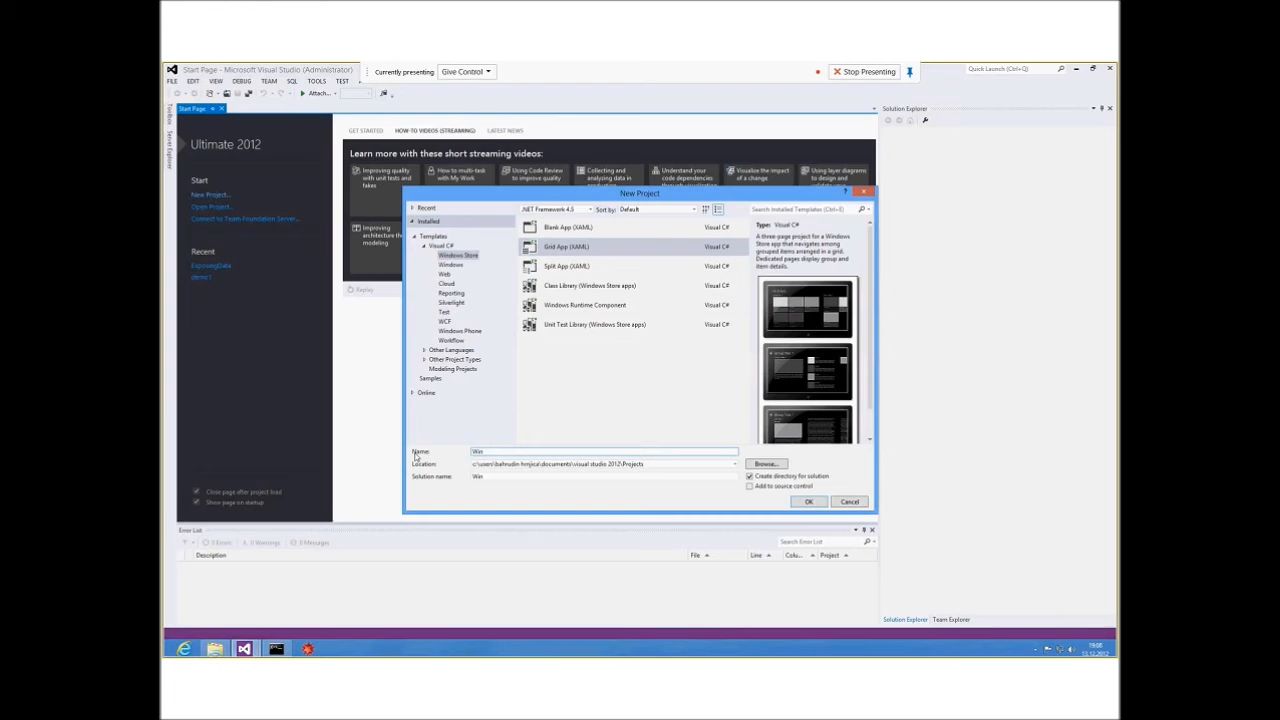 Start Page - Microsoft Visual Studio (Administrator)
Currently presenting
Give Control
Stop Presenting
Quick Launch (Ctrl+Q)
FILE EDIT VIEW DEBUG TEAM SQL TOOLS TEST
Attach...
Start Page
Solution Explorer
Toolbox
Server Explorer
Ultimate 2012
Start
New Project...
Open Project...
Connect to Team Foundation Server...
Recent
ExposingData
demo1
Close page after project load
Show page on startup
GET STARTED HOW-TO VIDEOS (STREAMING) LATEST NEWS
Learn more with these short streaming videos:
Improving quality with unit tests and fakes
How to multi-task with My Work
Using Code Review to improve quality
Collecting and analyzing data in
Understand your code dependencies
Visualize the impact of a change
Using layer diagrams to design and
Improving architecture the modeling
Replay
New Project
Recent
Installed
Templates
Visual C#
Windows Store
Windows
Web
Cloud
Reporting
Silverlight
Test
WCF
Windows Phone
Workflow
Other Languages
Other Project Types
Modeling Projects
Samples
Online
.NET Framework 4.5
Sort by: Default
Search Installed Templates (Ctrl+E)
Blank App (XAML) Visual C#
Grid App (XAML) Visual C#
Split App (XAML) Visual C#
Class Library (Windows Store apps) Visual C#
Windows Runtime Component Visual C#
Unit Test Library (Windows Store apps) Visual C#
Type: Visual C#
A three-page project for a Windows
Store app that navigates among
grouped items arranged in a grid.
Dedicated pages display group and
item details.
Name: Win
Location: c:\users\bahrudin hrnjica\documents\visual studio 2012\Projects
Solution name: Win
Browse...
Create directory for solution
Add to source control
OK Cancel
Error List
0 Errors 0 Warnings 0 Messages
Search Error List
Description File Line Colu... Project
Solution Explorer Team Explorer
19:08
13.12.2012